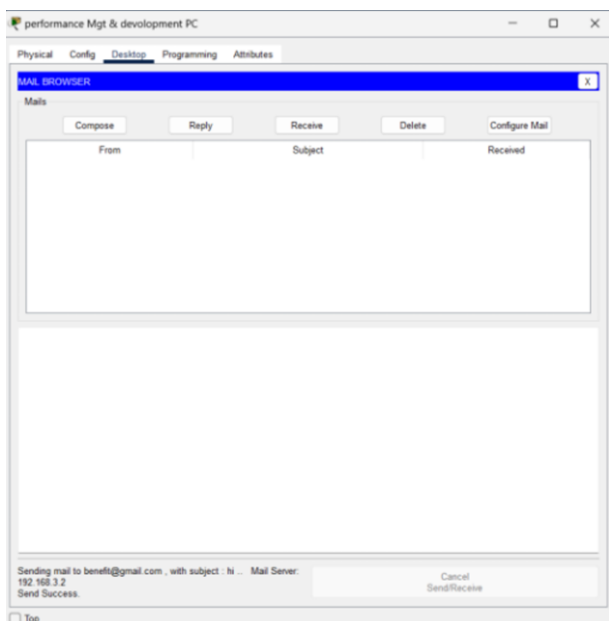 performance Mgt & devolopment PC
Physical Config Desktop Programming Attributes
MAIL BROWSER X
Mails
Compose Reply Receive Delete Configure Mail
From Subject Received
Sending mail to benefit@gmail.com , with subject : hi .. Mail Server:
192.168.3.2
Send Success.
Cancel
Send/Receive
Top